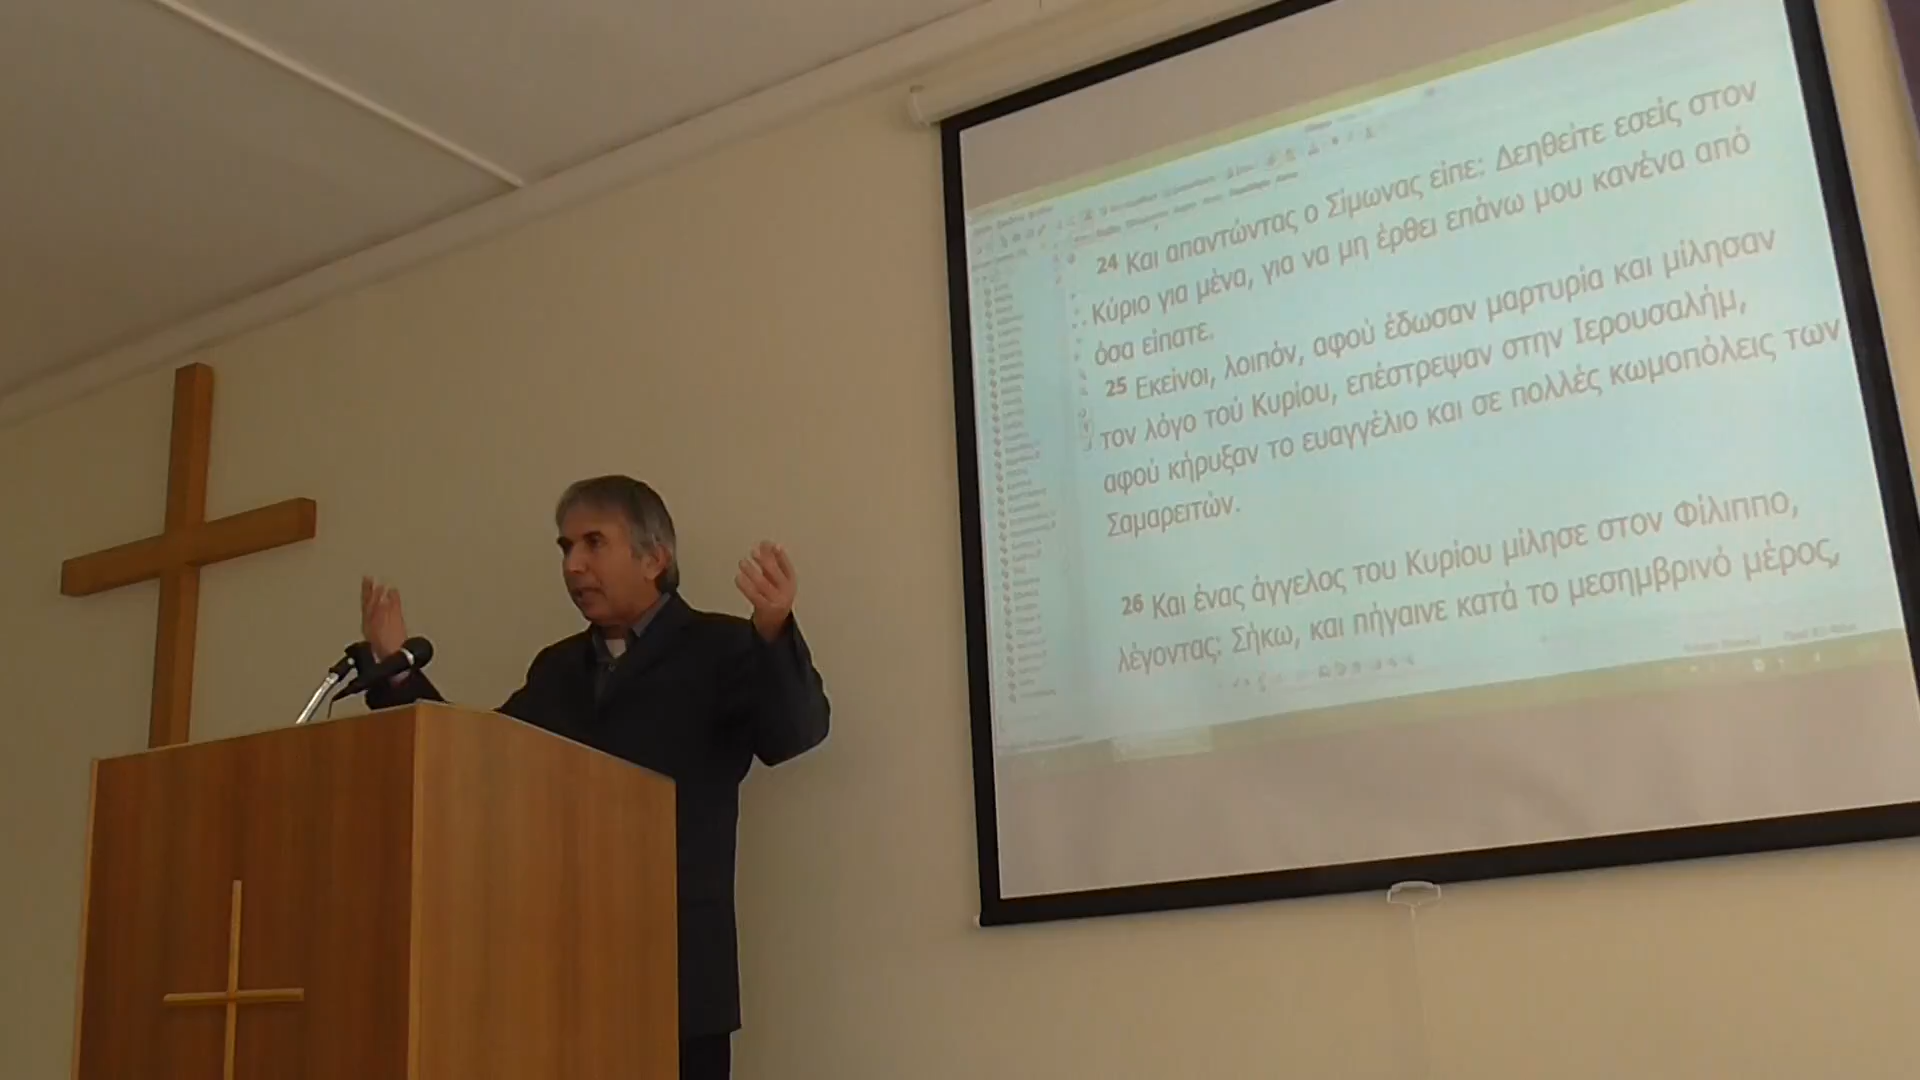 24 Και απαντώντας ο Σίμωνας είπε: Δεηθείτε εσείς στον
Κύριο για μένα, για να μη έρθει επάνω μου κανένα από
όσα είπατε.
25 Εκείνοι, λοιπόν, αφού έδωσαν μαρτυρία και μίλησαν
τον λόγο τού Κυρίου, επέστρεψαν στην Ιερουσαλήμ,
αφού κήρυξαν το ευαγγέλιο και σε πολλές κωμοπόλεις των
Σαμαρειτών.
26 Και ένας άγγελος του Κυρίου μίλησε στον Φίλιππο,
λέγοντας: Σήκω, και πήγαινε κατά το μεσημβρινό μέρος,